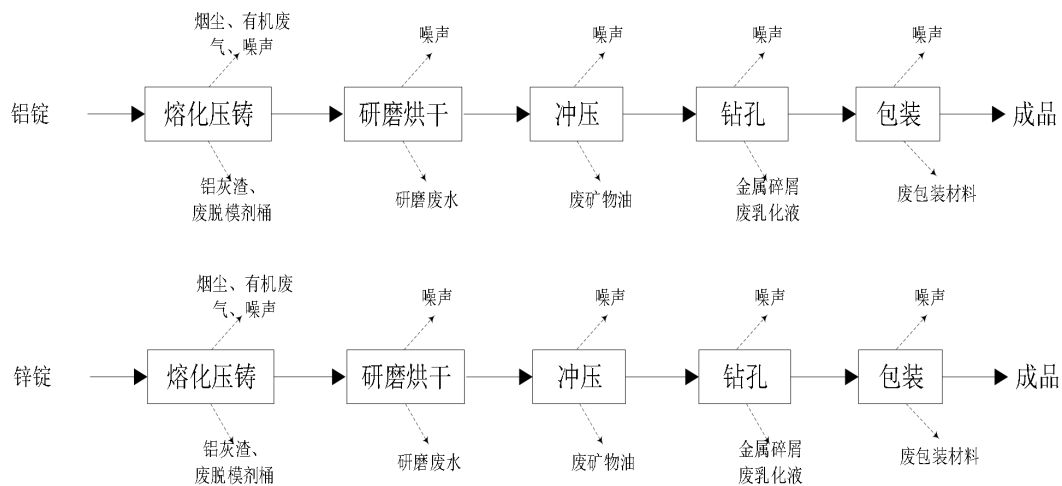 烟尘、有机废
气、噪声
噪声
噪声
噪声
噪声
铝锭
熔化压铸
研磨烘干
冲压
钻孔
包装
成品
铝灰渣、
废脱模剂桶
研磨废水
废矿物油
金属碎屑
废乳化液
废包装材料
烟尘、有机废
气、噪声
噪声
噪声
噪声
噪声
锌锭
熔化压铸
研磨烘干
冲压
钻孔
包装
成品
铝灰渣、
废脱模剂桶
研磨废水
废矿物油
金属碎屑
废乳化液
废包装材料